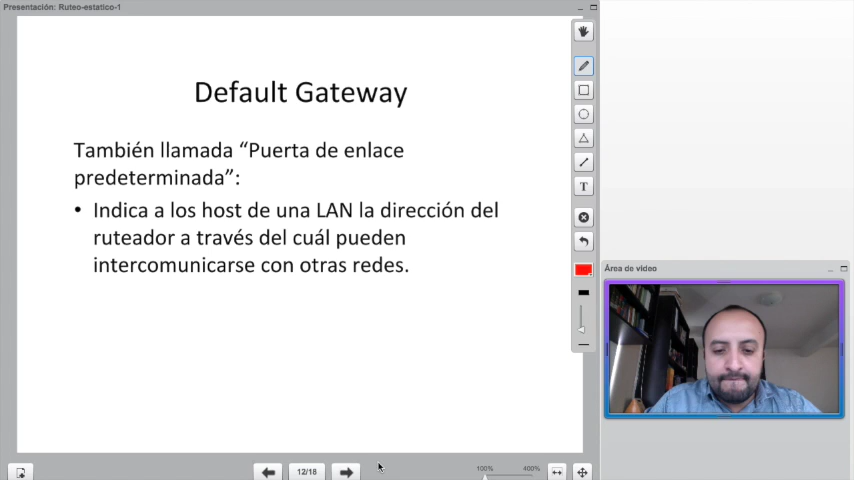 Presentación: Ruteo-estatico-1
Default Gateway
También llamada “Puerta de enlace
predeterminada”:
• Indica a los host de una LAN la dirección del
ruteador a través del cuál pueden
intercomunicarse con otras redes.
T
Área de video
12/18
100%
400%